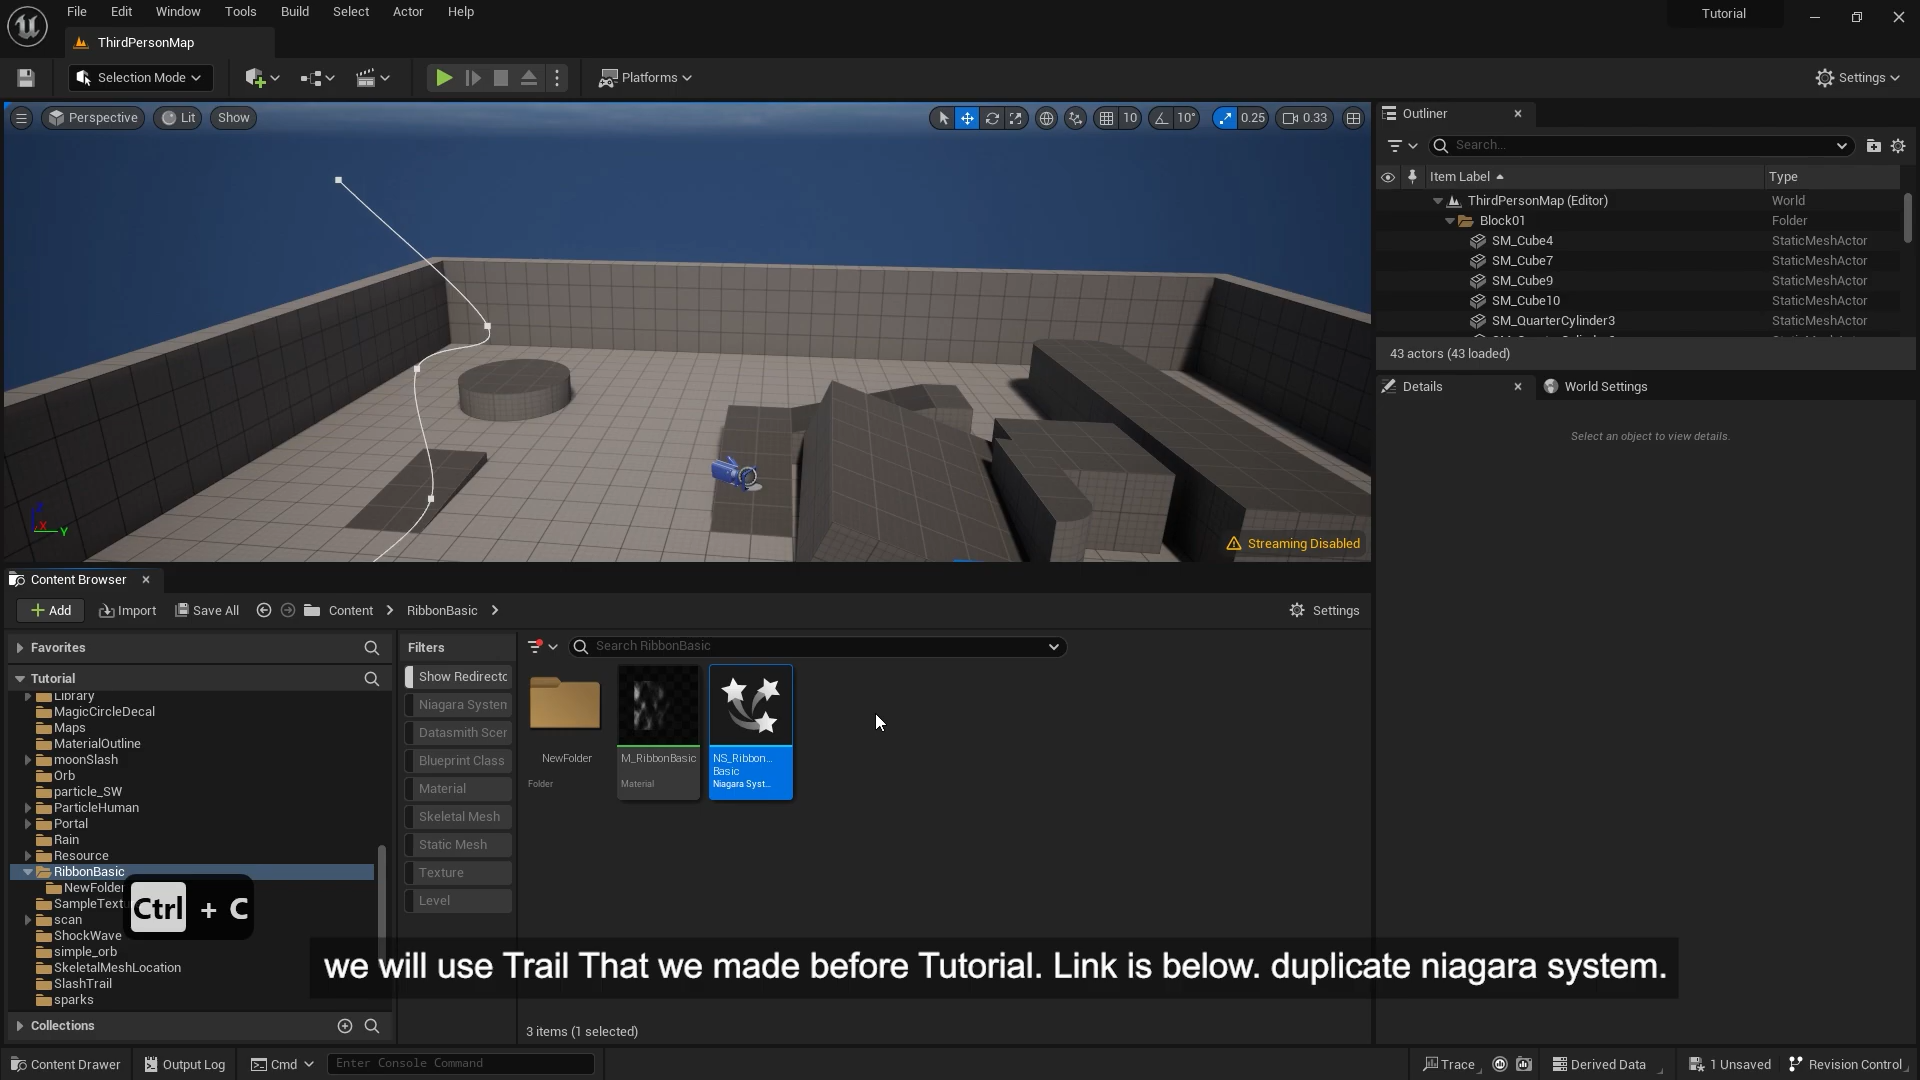 File Edit Window Tools Build Select Actor Help
Tutorial
ThirdPersonMap
Selection Mode
Platforms
Settings
Perspective
Lit
Show
10
10°
0.25
0.33
Streaming Disabled
Outliner
Search...
Item Label Type
ThirdPersonMap (Editor) World
Block01 Folder
SM_Cube4 StaticMeshActor
SM_Cube7 StaticMeshActor
SM_Cube9 StaticMeshActor
SM_Cube10 StaticMeshActor
SM_QuarterCylinder3 StaticMeshActor
43 actors (43 loaded)
Details
World Settings
Select an object to view details.
X
Y
Content Browser
Add
Import
Save All
Content
RibbonBasic
Settings
Favorites
Tutorial
Library
MagicCircleDecal
Maps
MaterialOutline
moonSlash
Orb
particle_SW
ParticleHuman
Portal
Rain
Resource
RibbonBasic
NewFolder
SampleText
scan
ShockWave
simple_orb
SkeletalMeshLocation
SlashTrail
sparks
Collections
Filters
Show Redirecto
Niagara System
Datasmith Scen
Blueprint Class
Material
Skeletal Mesh
Static Mesh
Texture
Level
Search RibbonBasic
NewFolder
Folder
M_RibbonBasic
Material
NS_Ribbon...
Basic
Niagara Syst...
Ctrl + C
we will use Trail That we made before Tutorial. Link is below. duplicate niagara system.
3 items (1 selected)
Content Drawer
Output Log
Cmd
Enter Console Command
Trace
Derived Data
1 Unsaved
Revision Control